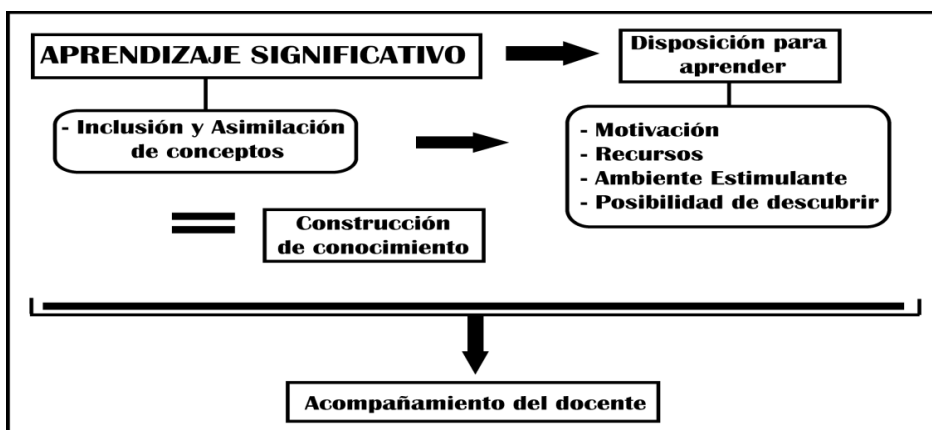 APRENDIZAJE SIGNIFICATIVO
Disposición para
aprender
- Inclusión y Asimilación
de conceptos
- Motivación
- Recursos
- Ambiente Estimulante
- Posibilidad de descubrir
Construcción
de conocimiento
Acompañamiento del docente